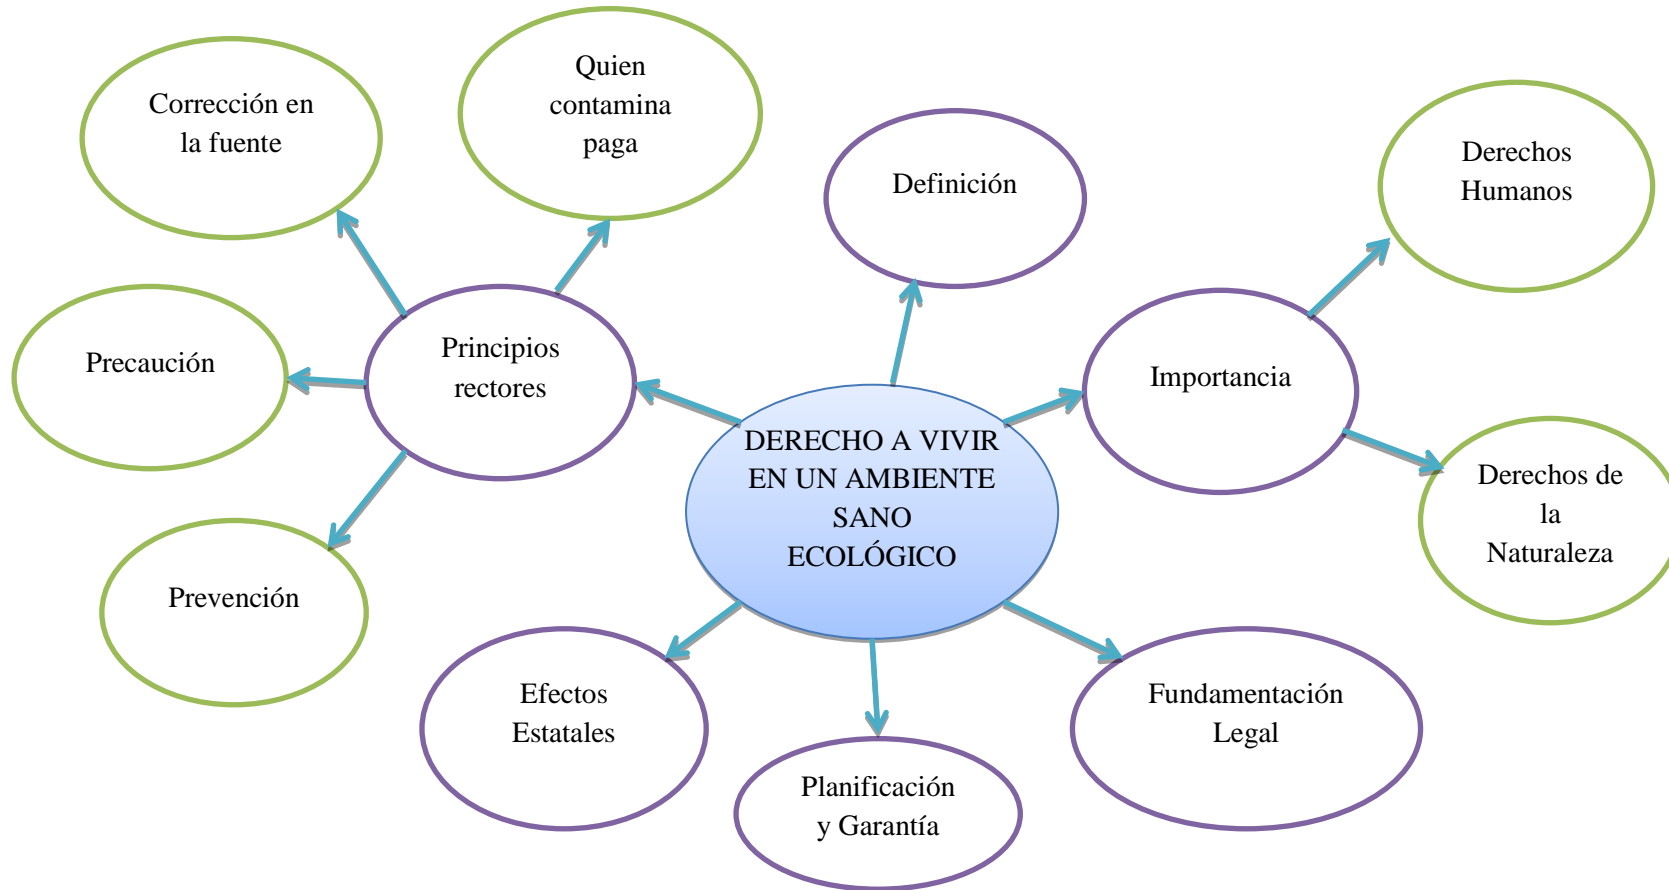 Quien
contamina
paga
Corrección en
la fuente
Definición
Derechos
Humanos
Precaución
Principios
rectores
Importancia
DERECHO A VIVIR
EN UN AMBIENTE
SANO
ECOLÓGICO
Derechos de
la
Naturaleza
Prevención
Efectos
Estatales
Fundamentación
Legal
Planificación
y Garantía